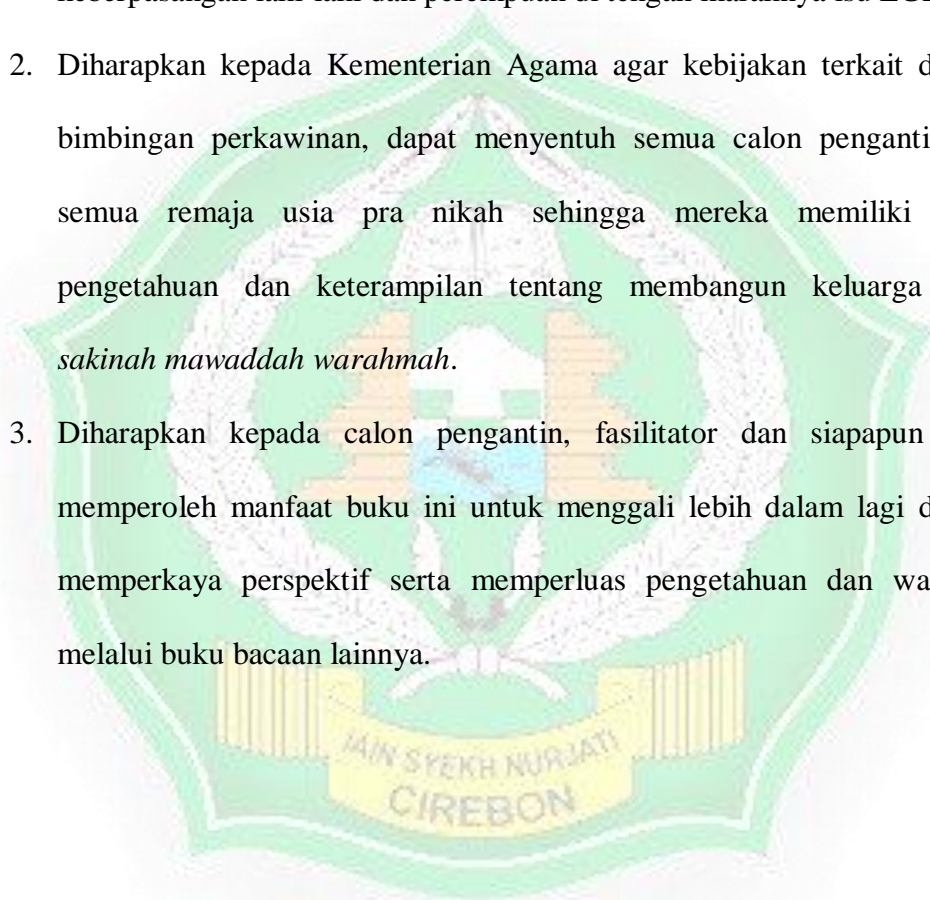 2. Diharapkan kepada Kementerian Agama agar kebijakan terkait
bimbingan perkawinan, dapat menyentuh semua calon
semua remaja usia pra nikah sehingga mereka memiliki
pengetahuan dan keterampilan tentang membangun keluarga
sakinah mawaddah warahmah.
3. Diharapkan kepada calon pengantin, fasilitator dan siapapun
memperoleh manfaat buku ini untuk menggali lebih dalam lagi
memperkaya perspektif serta memperluas pengetahuan dan
melalui buku bacaan lainnya.
IAIN SYEKH NURJATI
CIREBON